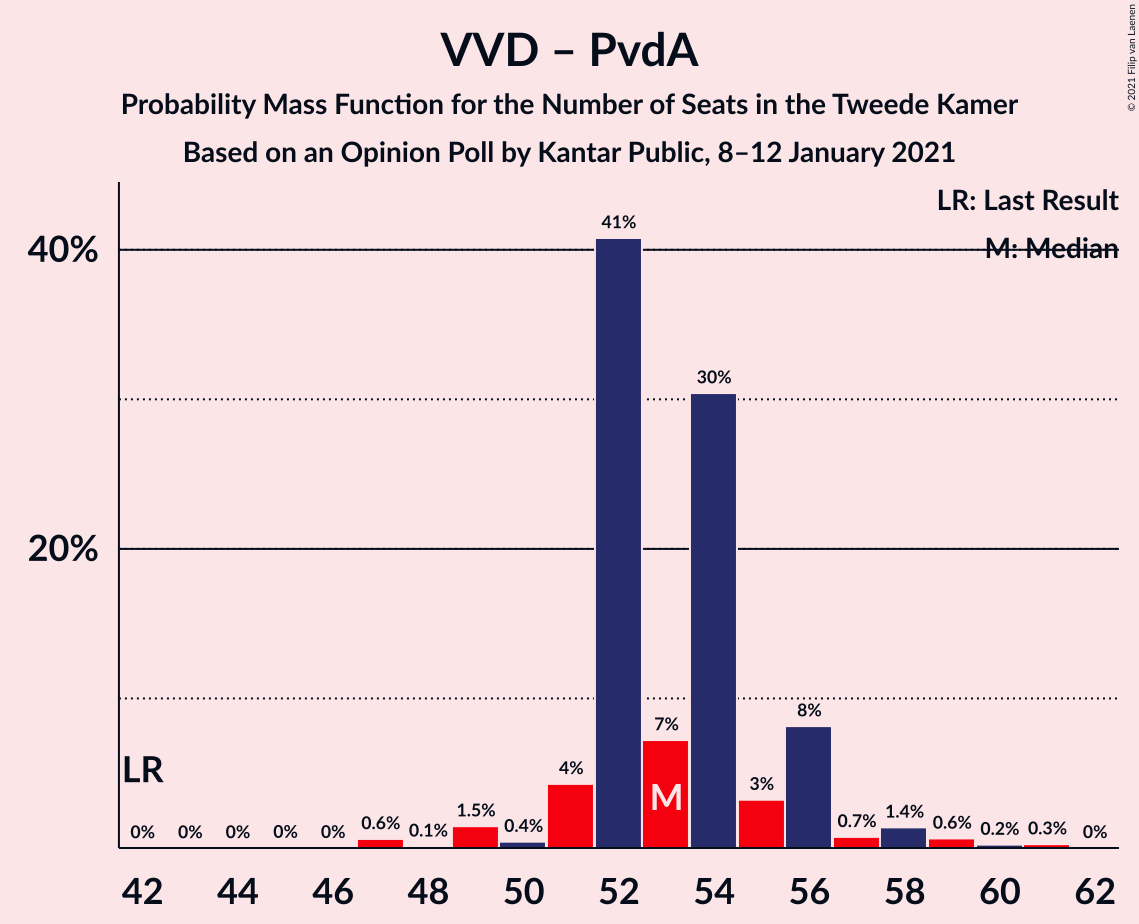 VVD – PvdA
Probability Mass Function for the Number of Seats in the Tweede Kamer
Based on an Opinion Poll by Kantar Public, 8–12 January 2021
© 2021 Filip van Laenen
LR: Last Result
M: Median
40%
20%
41%
30%
8%
7%
M
4%
3%
LR
0% 0% 0% 0% 0% 0.6% 0.1% 1.5% 0.4% 0.7% 1.4% 0.6% 0.2% 0.3% 0%
42 44 46 48 50 52 54 56 58 60 62